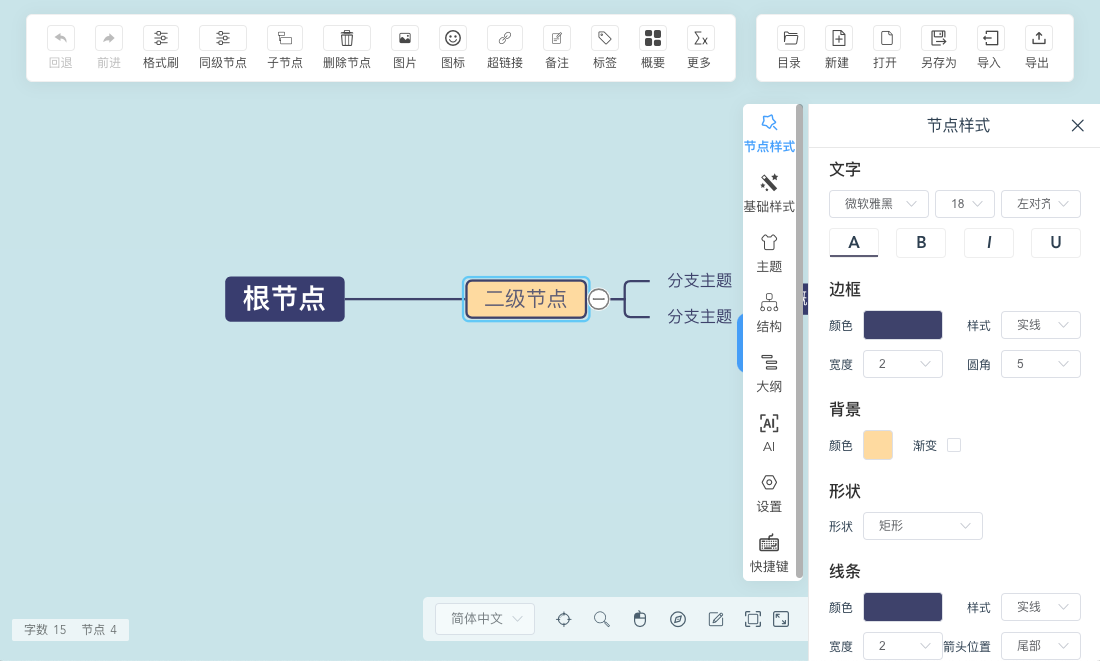 回退 前进 格式刷 同级节点 子节点 删除节点 图片 图标 超链接 备注 标签 概要 更多 目录 新建 打开 另存为 导入 导出
根节点
二级节点
分支主题
分支主题
节点样式
基础样式
主题
结构
大纲
AI
AI
设置
快捷键
节点样式
文字
微软雅黑 18 左对齐
A B I U
边框
颜色 样式 实线
宽度 2 圆角 5
背景
颜色 渐变
形状
形状 矩形
线条
颜色 样式 实线
宽度 2 箭头位置 尾部
字数 15 节点 4
简体中文